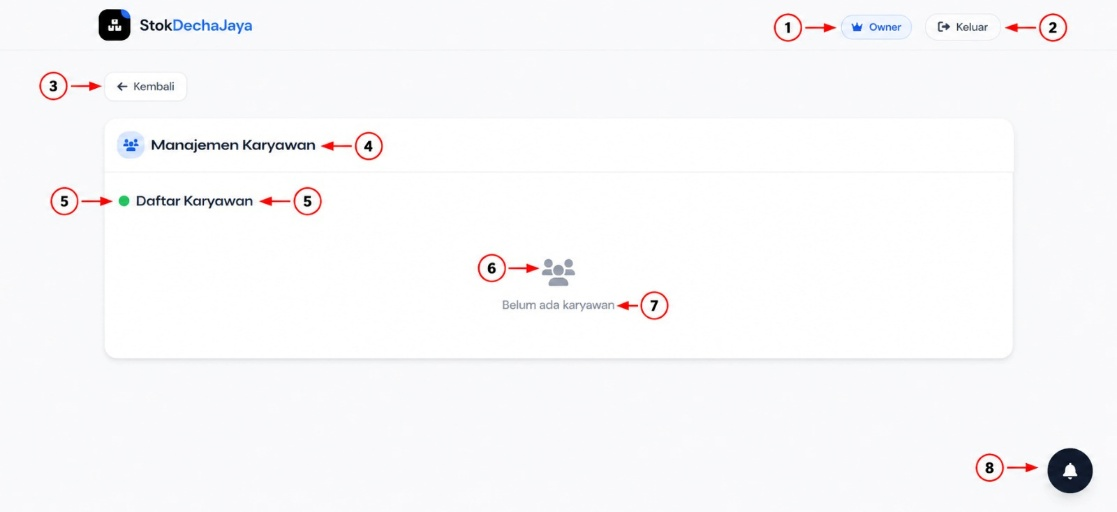 StokDechaJaya
1 Owner Keluar 2
3 Kembali
Manajemen Karyawan 4
5 Daftar Karyawan 5
6
Belum ada karyawan 7
8